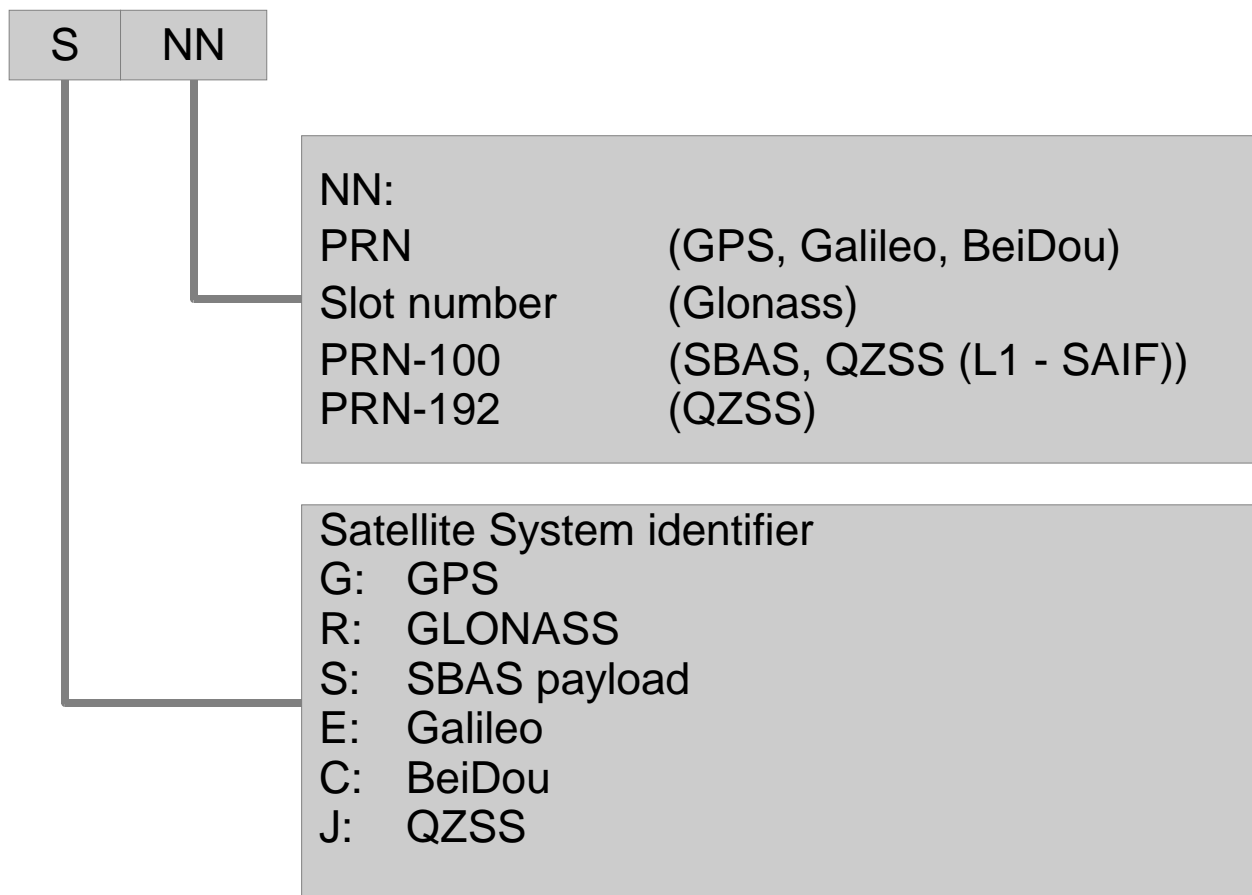 S NN
NN:
PRN (GPS, Galileo, BeiDou)
Slot number (Glonass)
PRN-100 (SBAS, QZSS (L1 - SAIF))
PRN-192 (QZSS)
Satellite System identifier
G: GPS
R: GLONASS
S: SBAS payload
E: Galileo
C: BeiDou
J: QZSS